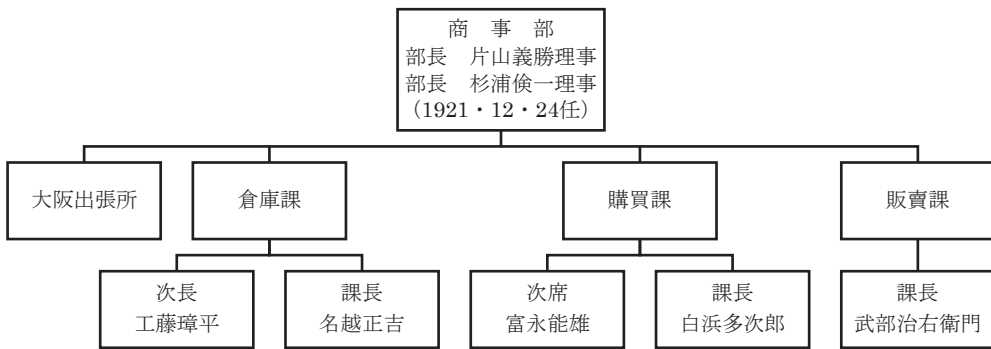 商事部
部長 片山義勝理事
部長 杉浦倹一理事
(1921・12・24任)
大阪出張所
倉庫課
購買課
販賣課
次長
工藤璋平
課長
名越正吉
次席
富永能雄
課長
白浜多次郎
課長
武部治右衛門